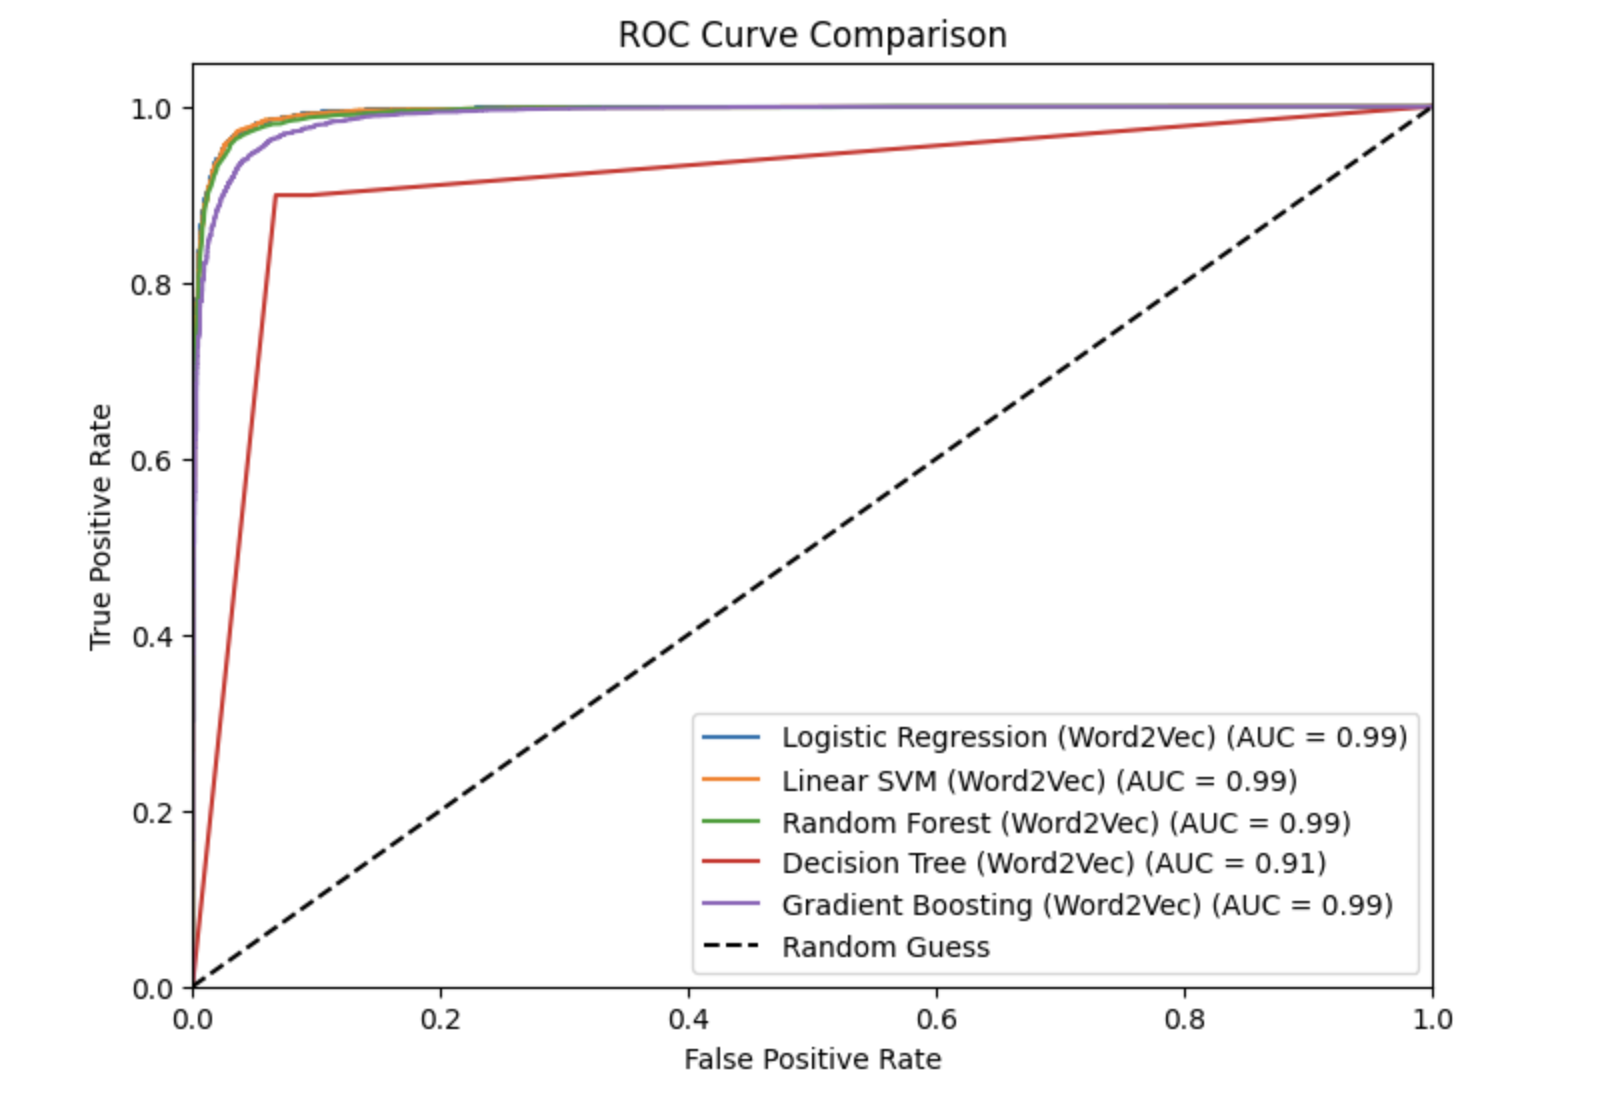 ROC Curve Comparison
True Positive Rate
1.0
0.8
0.6
0.4
0.2
0.0
Logistic Regression (Word2Vec) (AUC = 0.99)
Linear SVM (Word2Vec) (AUC = 0.99)
Random Forest (Word2Vec) (AUC = 0.99)
Decision Tree (Word2Vec) (AUC = 0.91)
Gradient Boosting (Word2Vec) (AUC = 0.99)
Random Guess
0.0 0.2 0.4 0.6 0.8 1.0
False Positive Rate